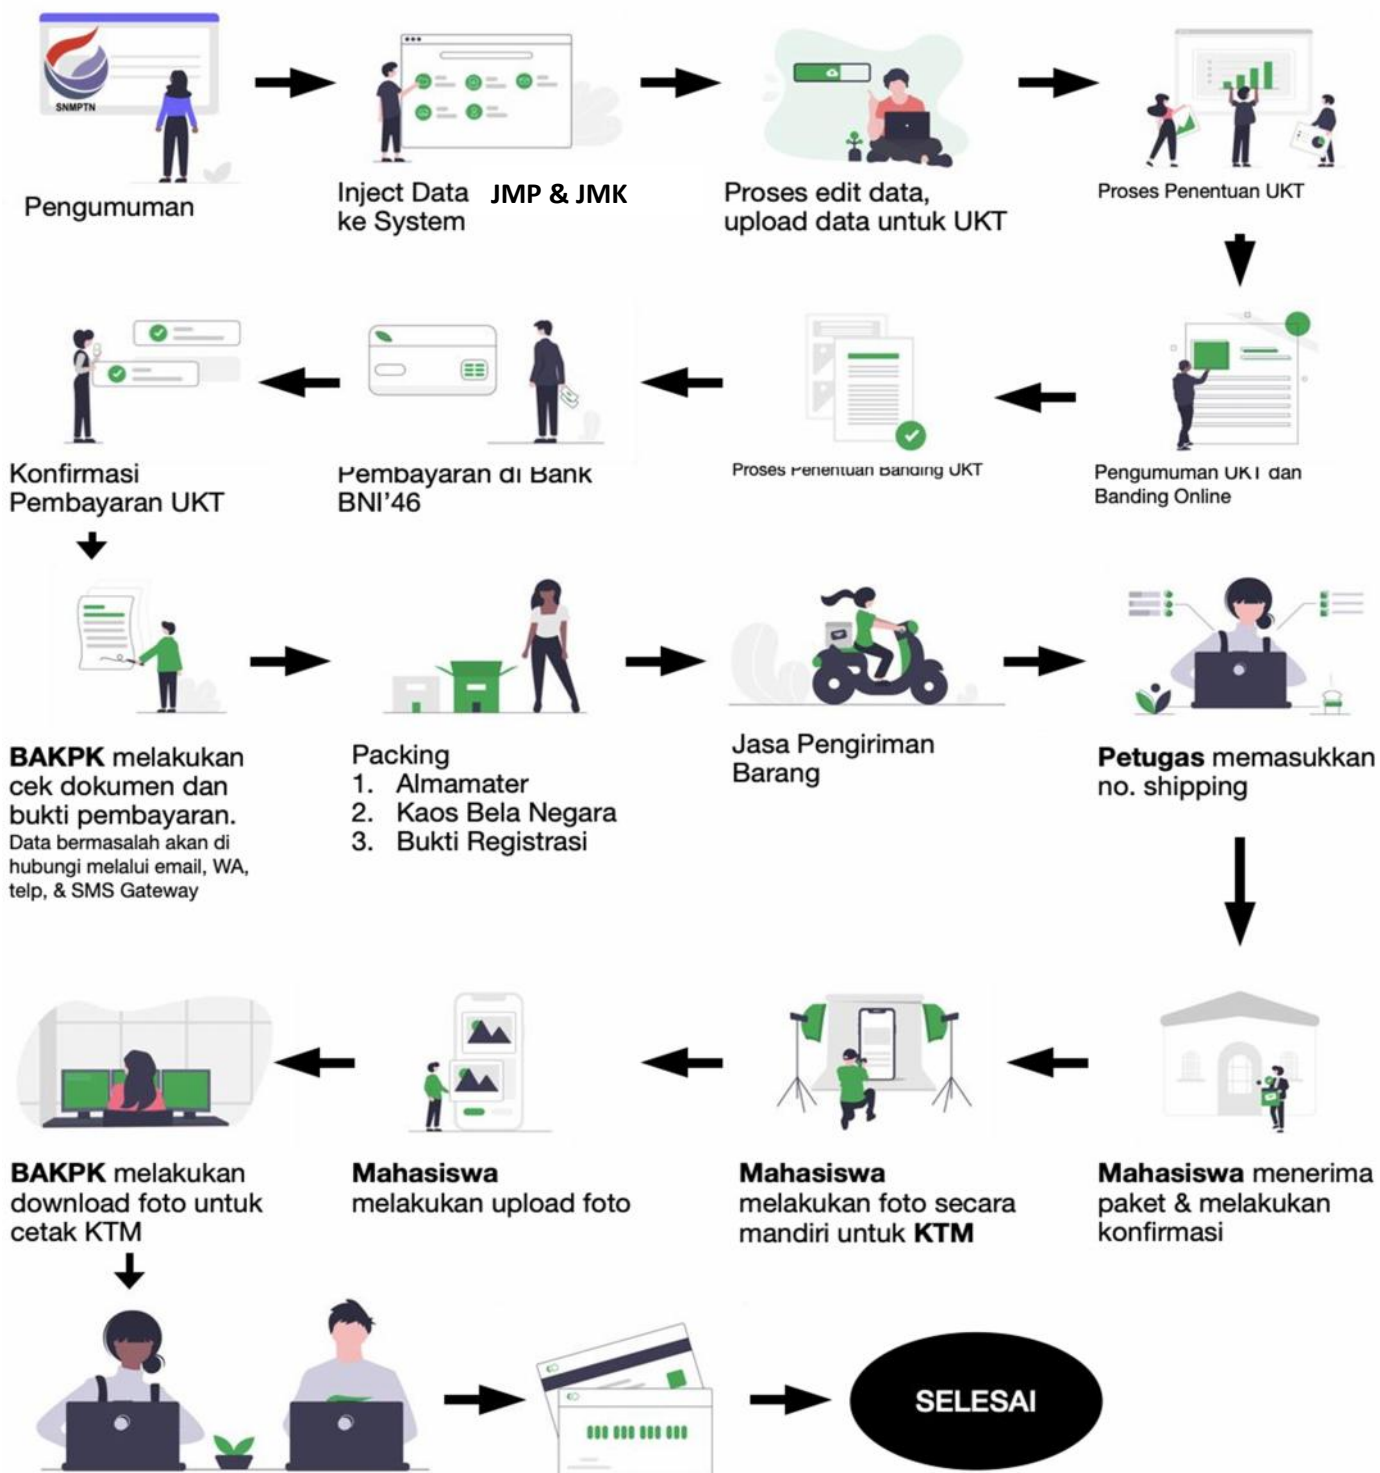 SNMPTN
Pengumuman
Inject Data JMP & JMK
ke System
Proses edit data,
upload data untuk UKT
Proses Penentuan UKT
Konfirmasi
Pembayaran UKT
Pembayaran di Bank
BNI'46
Proses Penentuan Banding UKT
Pengumuman UKT dan
Banding Online
BAKPK melakukan
cek dokumen dan
bukti pembayaran.
Data bermasalah akan di
hubungi melalui email, WA,
telp, & SMS Gateway
Packing
1. Almamater
2. Kaos Bela Negara
3. Bukti Registrasi
Jasa Pengiriman
Barang
Petugas memasukkan
no. shipping
BAKPK melakukan
download foto untuk
cetak KTM
Mahasiswa
melakukan upload foto
Mahasiswa
melakukan foto secara
mandiri untuk KTM
Mahasiswa menerima
paket & melakukan
konfirmasi
SELESAI